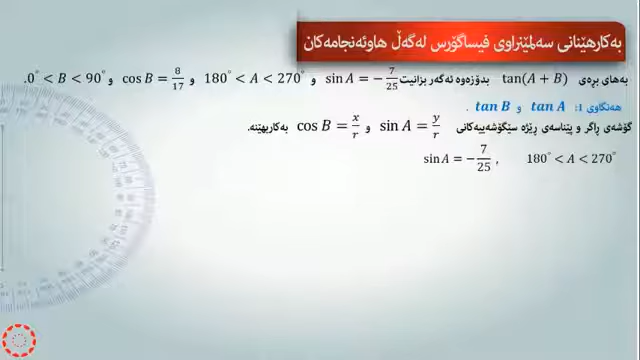 بەکارهێنانی سەلمێنراوی فیساگۆرس لەگەڵ هاوئەنجامەکان
بەهای بڕەی tan(A + B) بدۆزەوە ئەگەر بزانیت sin A = −7/25 و 180° < A < 270° و cos B = 8/17 و 0° < B < 90°.
هەنگاوی 1: tan A و tan B .
گۆشەی ڕاگر و پێناسەی ڕێژە سێگۆشەییەکانی sin A = y/r و cos B = x/r بەکاربهێنە.
sin A = −7/25 , 180° < A < 270°